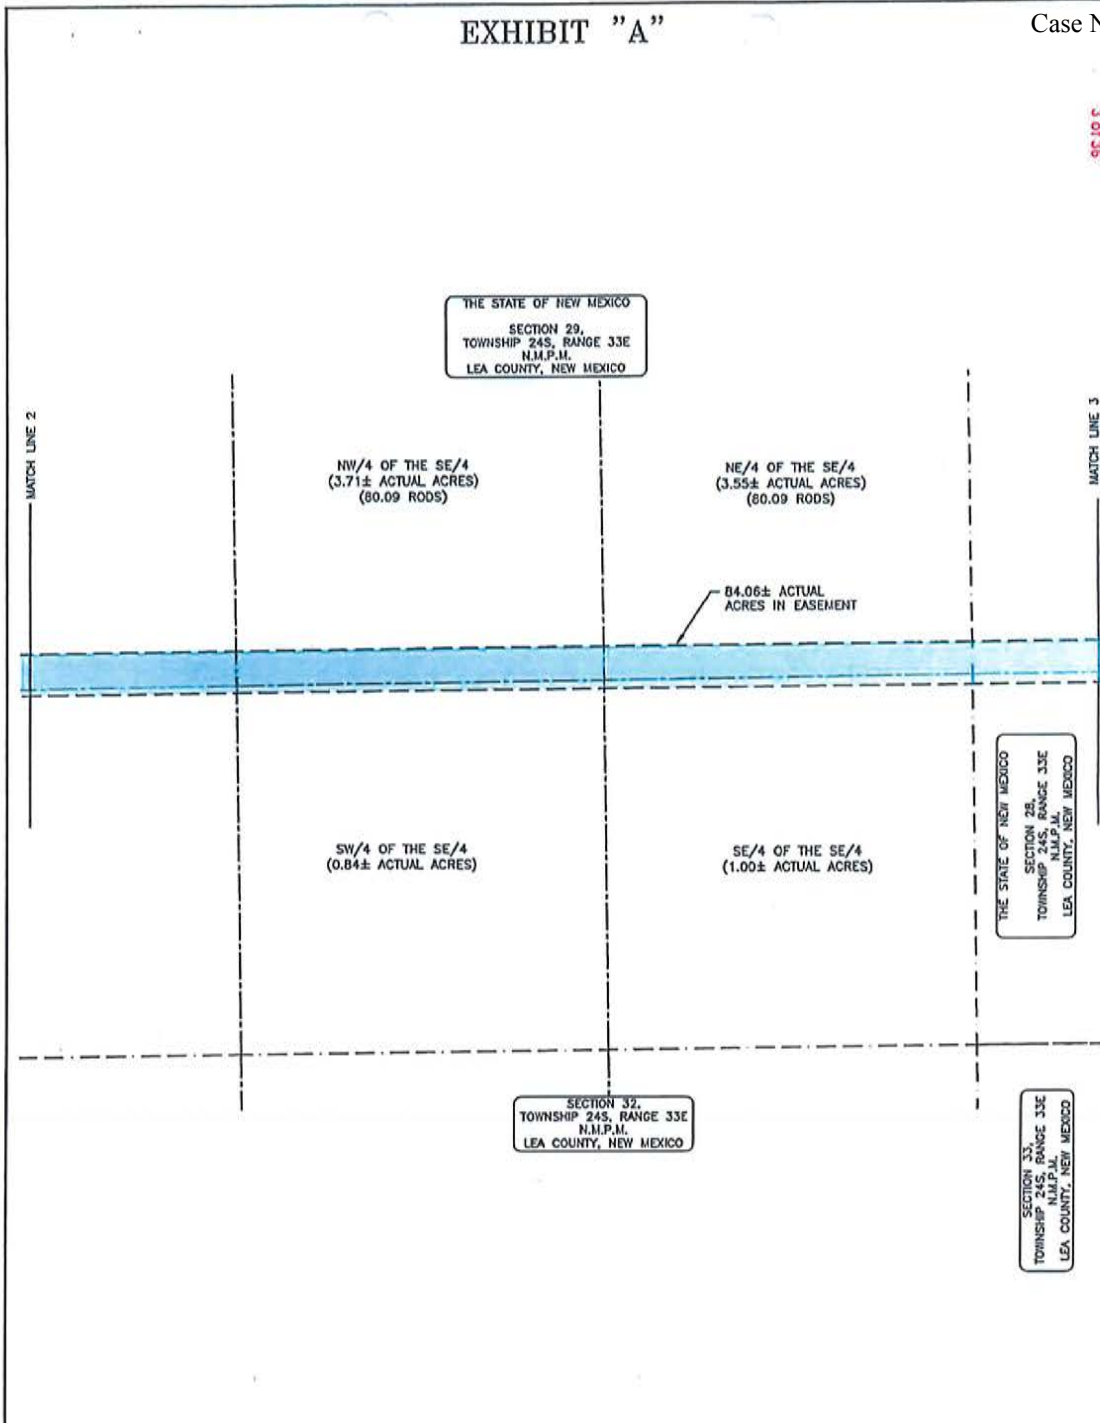 EXHIBIT "A"
Case N
3 of 36
THE STATE OF NEW MEXICO
SECTION 29,
TOWNSHIP 24S, RANGE 33E
N.M.P.M.
LEA COUNTY, NEW MEXICO
MATCH LINE 2
MATCH LINE 3
NW/4 OF THE SE/4
(3.71± ACTUAL ACRES)
(80.09 RODS)
NE/4 OF THE SE/4
(3.55± ACTUAL ACRES)
(80.09 RODS)
84.06± ACTUAL
ACRES IN EASEMENT
SW/4 OF THE SE/4
(0.84± ACTUAL ACRES)
SE/4 OF THE SE/4
(1.00± ACTUAL ACRES)
THE STATE OF NEW MEXICO
SECTION 28,
TOWNSHIP 24S, RANGE 33E
N.M.P.M.
LEA COUNTY, NEW MEXICO
SECTION 32,
TOWNSHIP 24S, RANGE 33E
N.M.P.M.
LEA COUNTY, NEW MEXICO
SECTION 33,
TOWNSHIP 24S, RANGE 33E
N.M.P.M.
LEA COUNTY, NEW MEXICO